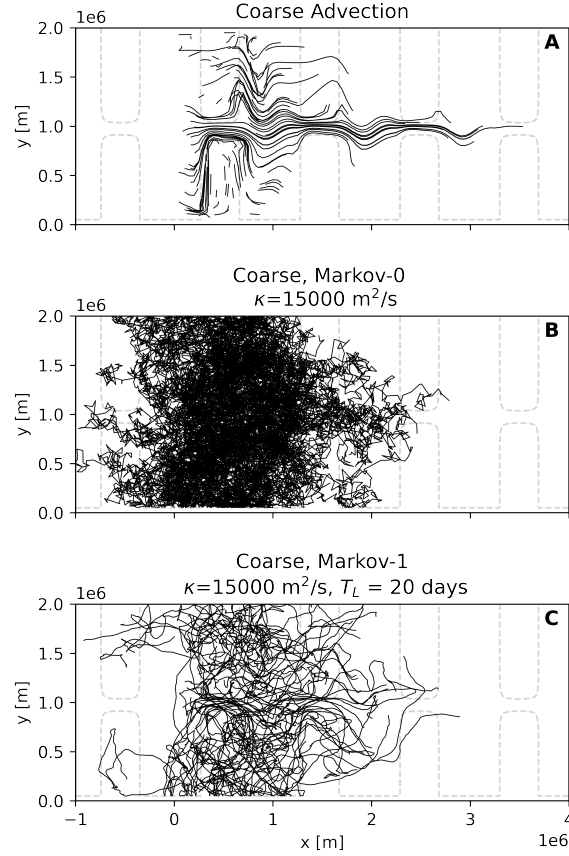 Coarse Advection
1e6
A
2.0
1.5
1.0
0.5
0.0
y [m]
Coarse, Markov-0
κ=15000 m²/s
1e6
B
2.0
1.5
1.0
0.5
0.0
y [m]
Coarse, Markov-1
κ=15000 m²/s, T_L = 20 days
1e6
C
2.0
1.5
1.0
0.5
0.0
y [m]
−1 0 1 2 3 4
x [m]
1e6